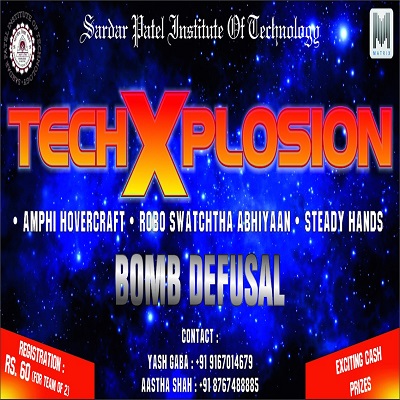 Sardar Patel Institute Of Technology
MATRIX
TECHXPLOSION
• AMPHI HOVERCRAFT • ROBO SWATCHTHA ABHIYAAN • STEADY HANDS
BOMB DEFUSAL
CONTACT :
YASH GABA : +91 9167014679
AASTHA SHAH : +91 8767488885
REGISTRATION :
RS. 60 (FOR TEAM OF 2)
EXCITING CASH
PRIZES